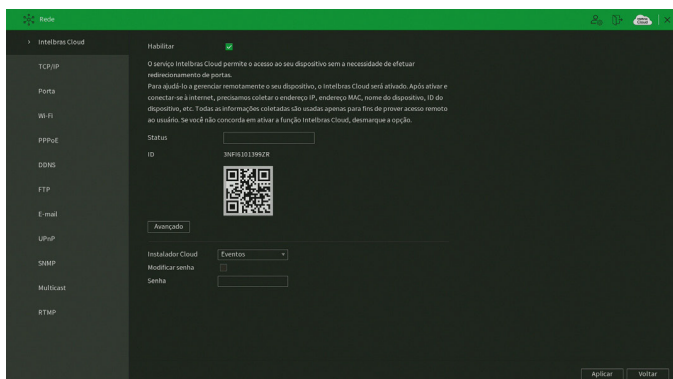 Rede
Intelbras Cloud
TCP/IP
Porta
Wi-Fi
PPPoE
DDNS
FTP
E-mail
UPnP
SNMP
Multicast
RTMP
Habilitar
O serviço Intelbras Cloud permite o acesso ao seu dispositivo sem a necessidade de efetuar
redirecionamento de portas.
Para ajudá-lo a gerenciar remotamente o seu dispositivo, o Intelbras Cloud será ativado. Após ativar e
conectar-se à internet, precisamos coletar o endereço IP, endereço MAC, nome do dispositivo, ID do
dispositivo, etc. Todas as informações coletadas são usadas apenas para fins de prover acesso remoto
ao usuário. Se você não concorda em ativar a função Intelbras Cloud, desmarque a opção.
Status
ID 3NFI6101399ZR
Avançado
Instalador Cloud Eventos
Modificar senha
Senha
Aplicar Voltar